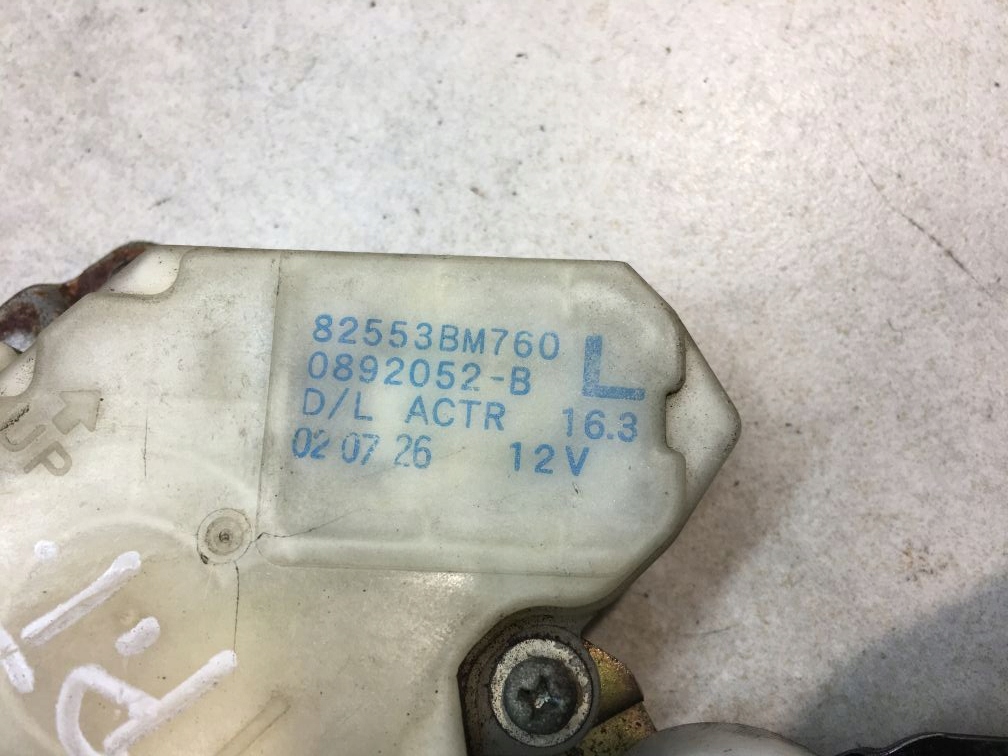 82553BM760
L
0892052-B
D/L ACTR 16.3
02 07 26 12V
UP